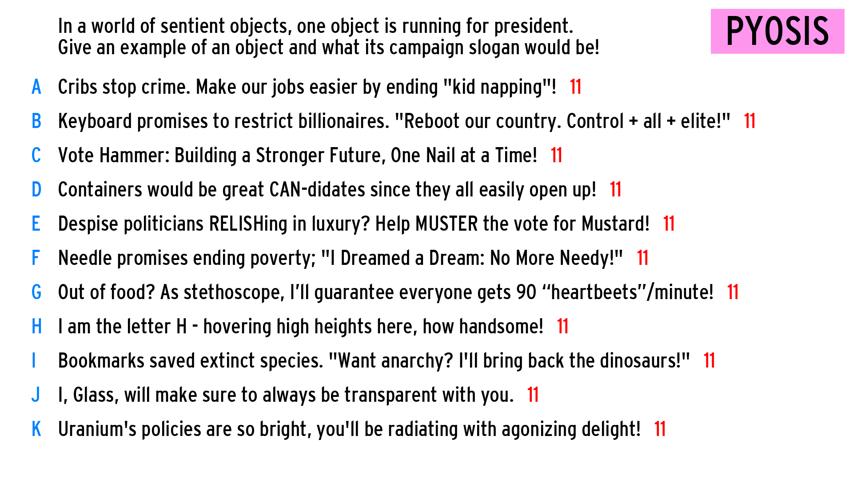 In a world of sentient objects, one object is running for president.
Give an example of an object and what its campaign slogan would be!
PYOSIS
A Cribs stop crime. Make our jobs easier by ending "kid napping"! 11
B Keyboard promises to restrict billionaires. "Reboot our country. Control + all + elite!" 11
C Vote Hammer: Building a Stronger Future, One Nail at a Time! 11
D Containers would be great CAN-didates since they all easily open up! 11
E Despise politicians RELISHing in luxury? Help MUSTER the vote for Mustard! 11
F Needle promises ending poverty; "I Dreamed a Dream: No More Needy!" 11
G Out of food? As stethoscope, I’ll guarantee everyone gets 90 “heartbeets”/minute! 11
H I am the letter H - hovering high heights here, how handsome! 11
I Bookmarks saved extinct species. "Want anarchy? I'll bring back the dinosaurs!" 11
J I, Glass, will make sure to always be transparent with you. 11
K Uranium's policies are so bright, you'll be radiating with agonizing delight! 11